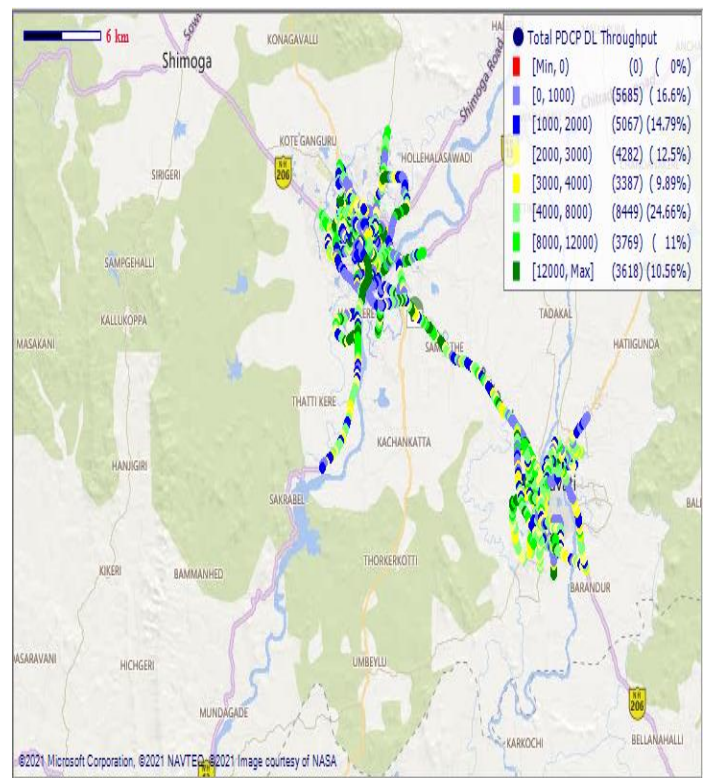 6 km
Total PDCP DL Throughput
[Min, 0) (0) ( 0%)
[0, 1000) (5685) ( 16.6%)
[1000, 2000) (5067) (14.79%)
[2000, 3000) (4282) ( 12.5%)
[3000, 4000) (3387) ( 9.89%)
[4000, 8000) (8449) (24.66%)
[8000, 12000) (3769) ( 11%)
[12000, Max] (3618) (10.56%)
KONAGAVALLI
Shimoga
Shimoga Road
KOTE GANGURU
HOLLEHALASAWADI
NH
206
SIRIGERI
SAMPGEHALLI
KALLUKOPPA
TADAKAL
MASAKANI
HATIIGUNDA
THATTI KERE
KACHANKATTA
HANJIGIRI
SAKRABEL
THORKERKOTTI
KIKERI
BAMMANHED
BARANDUR
DASARAVANI
HICHGERI
UMBEYLU
NH
206
MUNDAGADE
KARKOCHI
BELLANAHALLI
©2021 Microsoft Corporation, ©2021 NAVTEQ, ©2021 Image courtesy of NASA